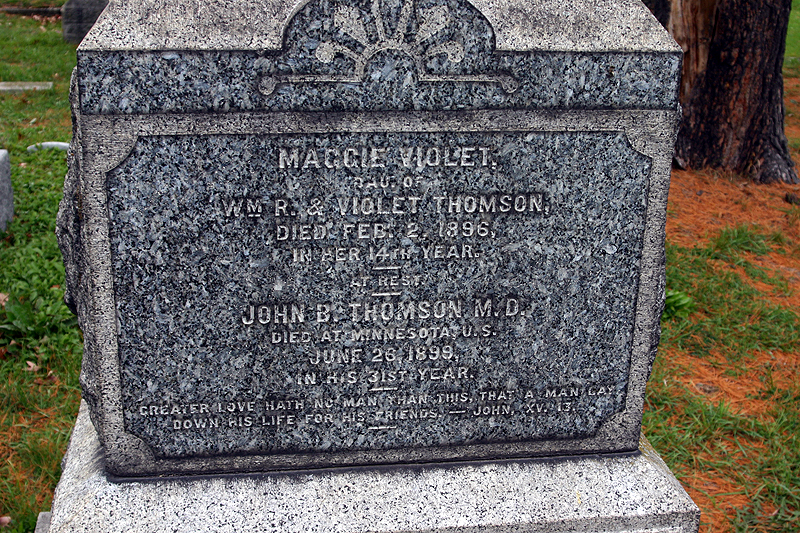 MAGGIE VIOLET,
DAU. OF
WM R. & VIOLET THOMSON,
DIED FEB. 2, 1896,
IN HER 14TH YEAR.
AT REST
JOHN B. THOMSON M.D.
DIED AT MINNESOTA, U.S.
JUNE 26, 1899,
IN HIS 31ST YEAR.
GREATER LOVE HATH NO MAN THAN THIS, THAT A MAN LAY
DOWN HIS LIFE FOR HIS FRIENDS. — JOHN, XV. 13.